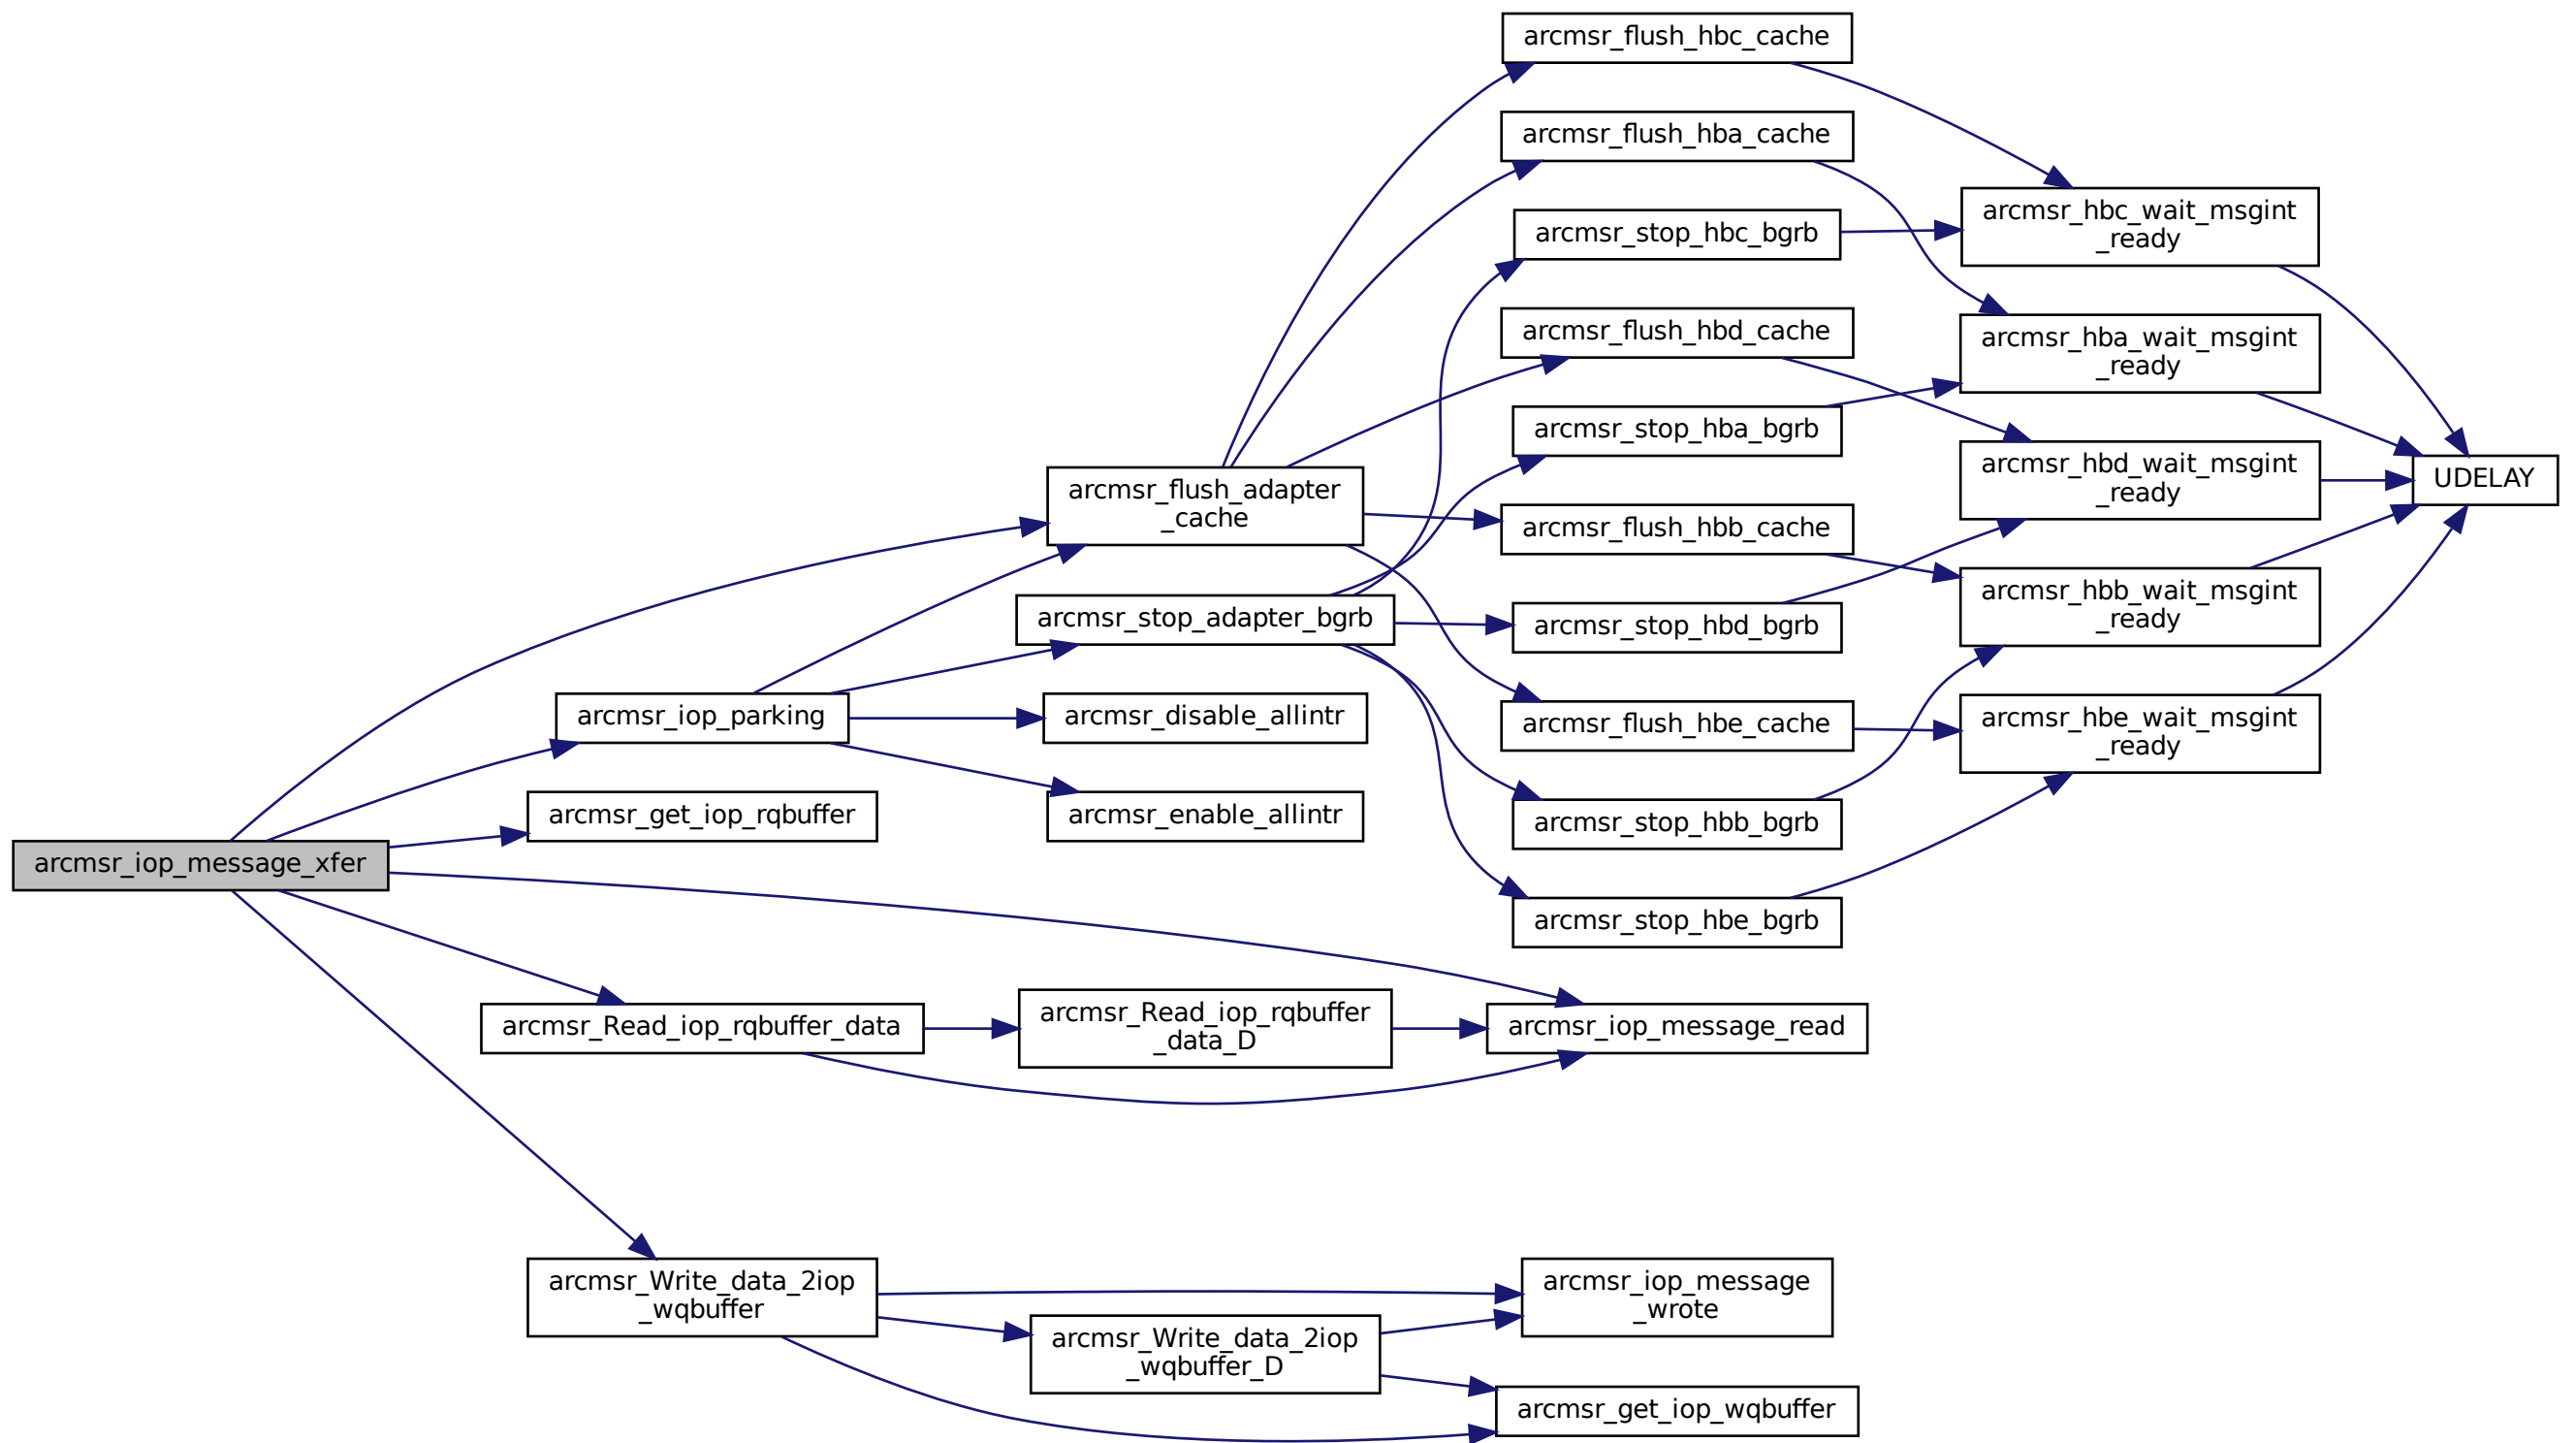 arcmsr_flush_hbc_cache
arcmsr_flush_hba_cache
arcmsr_hbc_wait_msgint
_ready
arcmsr_stop_hbc_bgrb
arcmsr_flush_hbd_cache
arcmsr_hba_wait_msgint
_ready
arcmsr_stop_hba_bgrb
arcmsr_flush_adapter
_cache
arcmsr_hbd_wait_msgint
_ready
UDELAY
arcmsr_flush_hbb_cache
arcmsr_stop_adapter_bgrb
arcmsr_stop_hbd_bgrb
arcmsr_hbb_wait_msgint
_ready
arcmsr_iop_parking
arcmsr_disable_allintr
arcmsr_flush_hbe_cache
arcmsr_hbe_wait_msgint
_ready
arcmsr_get_iop_rqbuffer
arcmsr_enable_allintr
arcmsr_stop_hbb_bgrb
arcmsr_iop_message_xfer
arcmsr_stop_hbe_bgrb
arcmsr_Read_iop_rqbuffer_data
arcmsr_Read_iop_rqbuffer
_data_D
arcmsr_iop_message_read
arcmsr_Write_data_2iop
_wqbuffer
arcmsr_iop_message
_wrote
arcmsr_Write_data_2iop
_wqbuffer_D
arcmsr_get_iop_wqbuffer